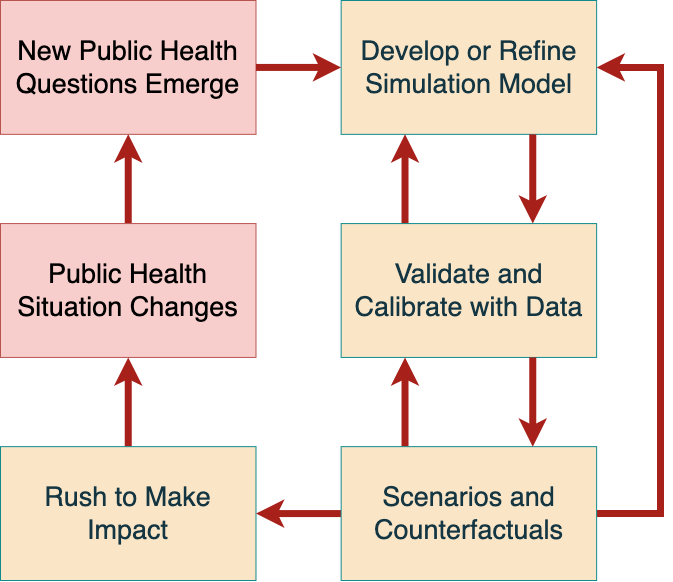 New Public Health
Questions Emerge
Develop or Refine
Simulation Model
Public Health
Situation Changes
Validate and
Calibrate with Data
Rush to Make
Impact
Scenarios and
Counterfactuals